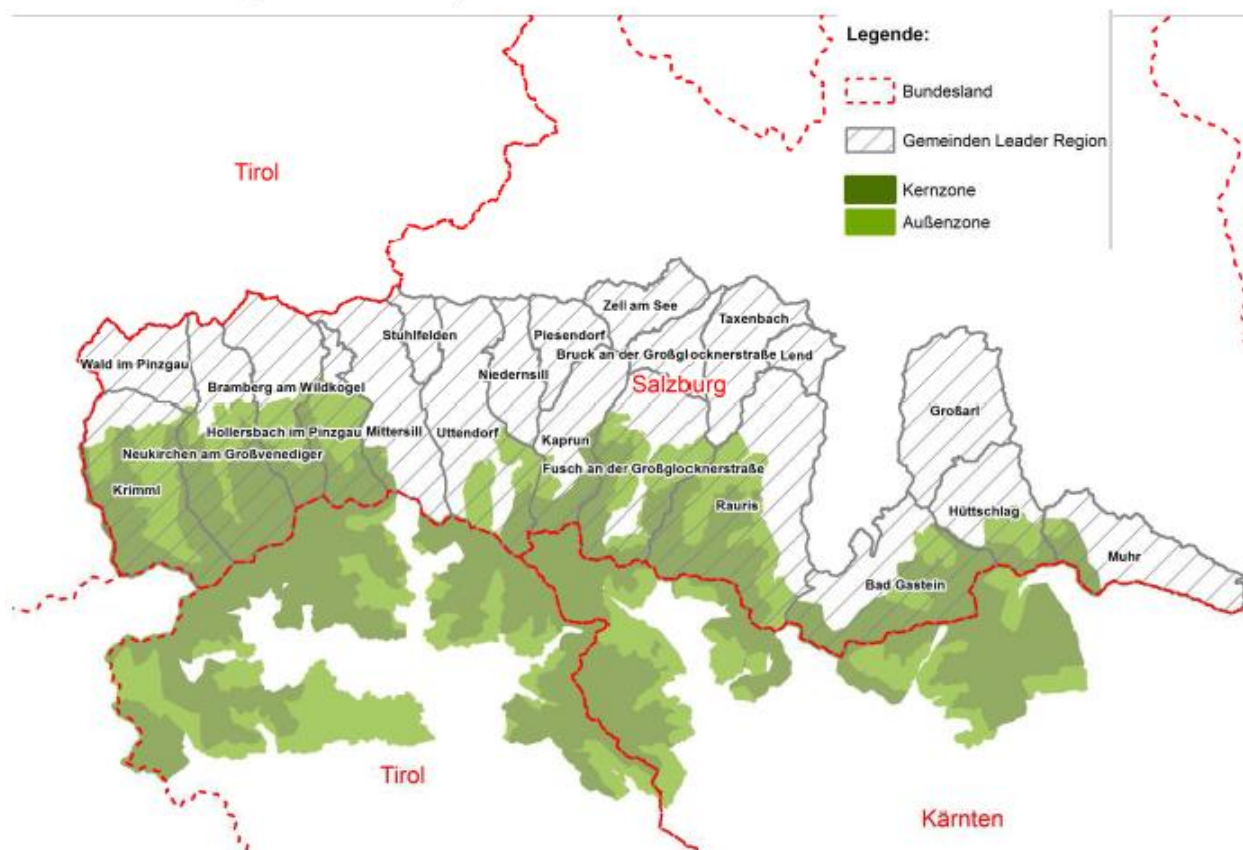 Legende:
Bundesland
Gemeinden Leader Region
Kernzone
Außenzone
Tirol
Zell am See
Taxenbach
Stuhlfelden
Piesendorf
Bruck an der Großglocknerstraße
Lend
Wald im Pinzgau
Niedernsill
Bramberg am Wildkogel
Salzburg
Großarl
Hollersbach im Pinzgau
Mittersill
Uttendorf
Kaprun
Neukirchen am Großvenediger
Fusch an der Großglocknerstraße
Krimml
Rauris
Hüttschlag
Muhr
Bad Gastein
Tirol
Kärnten